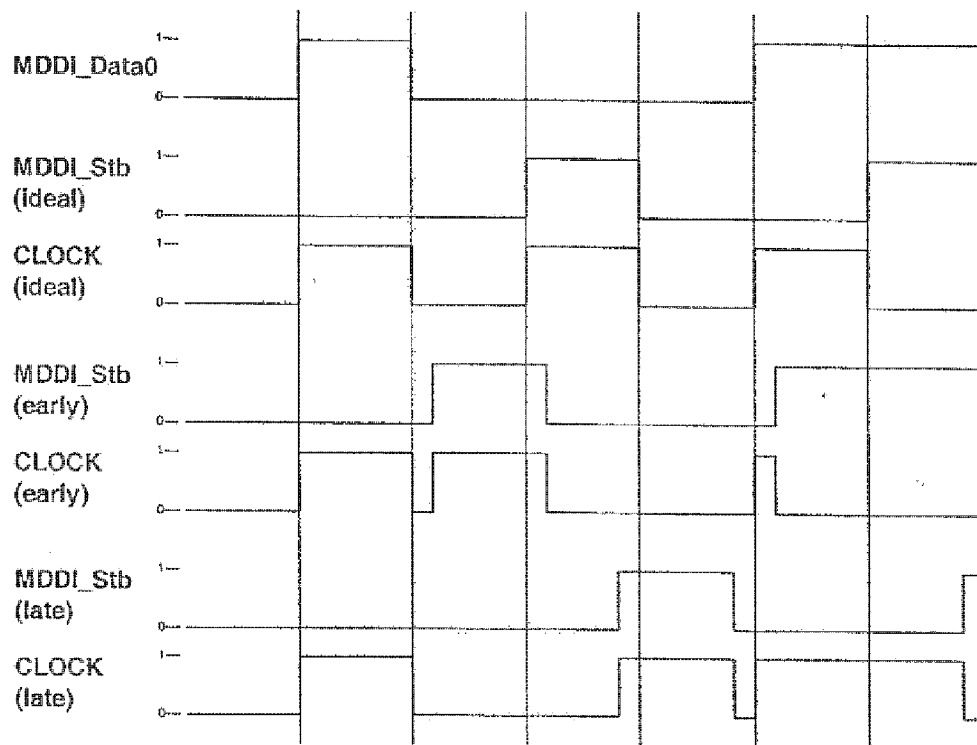 MDDI_Data0
1
0
MDDI_Stb
(ideal)
1
0
CLOCK
(ideal)
1
0
MDDI_Stb
(early)
1
0
CLOCK
(early)
1
0
MDDI_Stb
(late)
1
0
CLOCK
(late)
1
0